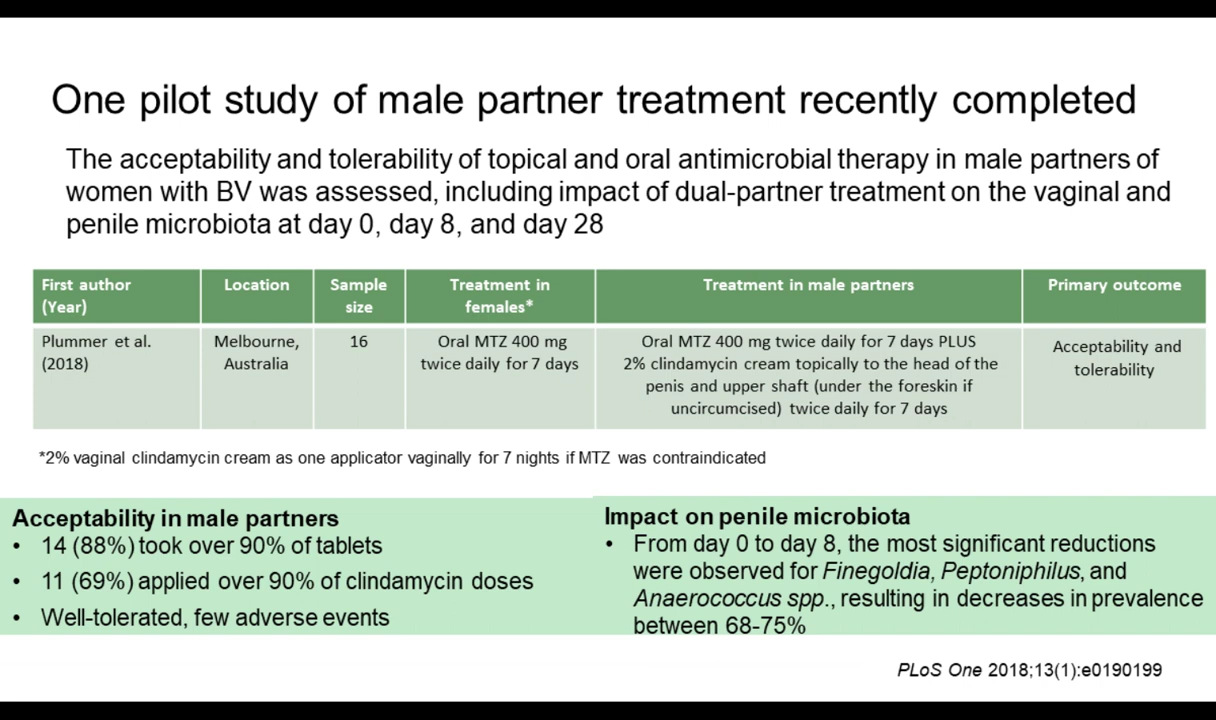 One pilot study of male partner treatment recently completed
The acceptability and tolerability of topical and oral antimicrobial therapy in male partners of
women with BV was assessed, including impact of dual-partner treatment on the vaginal and
penile microbiota at day 0, day 8, and day 28
First author
(Year)
Location
Sample
size
Treatment in
females*
Treatment in male partners
Primary outcome
Plummer et al.
(2018)
Melbourne,
Australia
16
Oral MTZ 400 mg
twice daily for 7 days
Oral MTZ 400 mg twice daily for 7 days PLUS
2% clindamycin cream topically to the head of the
penis and upper shaft (under the foreskin if
uncircumcised) twice daily for 7 days
Acceptability and
tolerability
*2% vaginal clindamycin cream as one applicator vaginally for 7 nights if MTZ was contraindicated
Acceptability in male partners
• 14 (88%) took over 90% of tablets
• 11 (69%) applied over 90% of clindamycin doses
• Well-tolerated, few adverse events
Impact on penile microbiota
• From day 0 to day 8, the most significant reductions
were observed for Finegoldia, Peptoniphilus, and
Anaerococcus spp., resulting in decreases in prevalence
between 68-75%
PLoS One 2018;13(1):e0190199